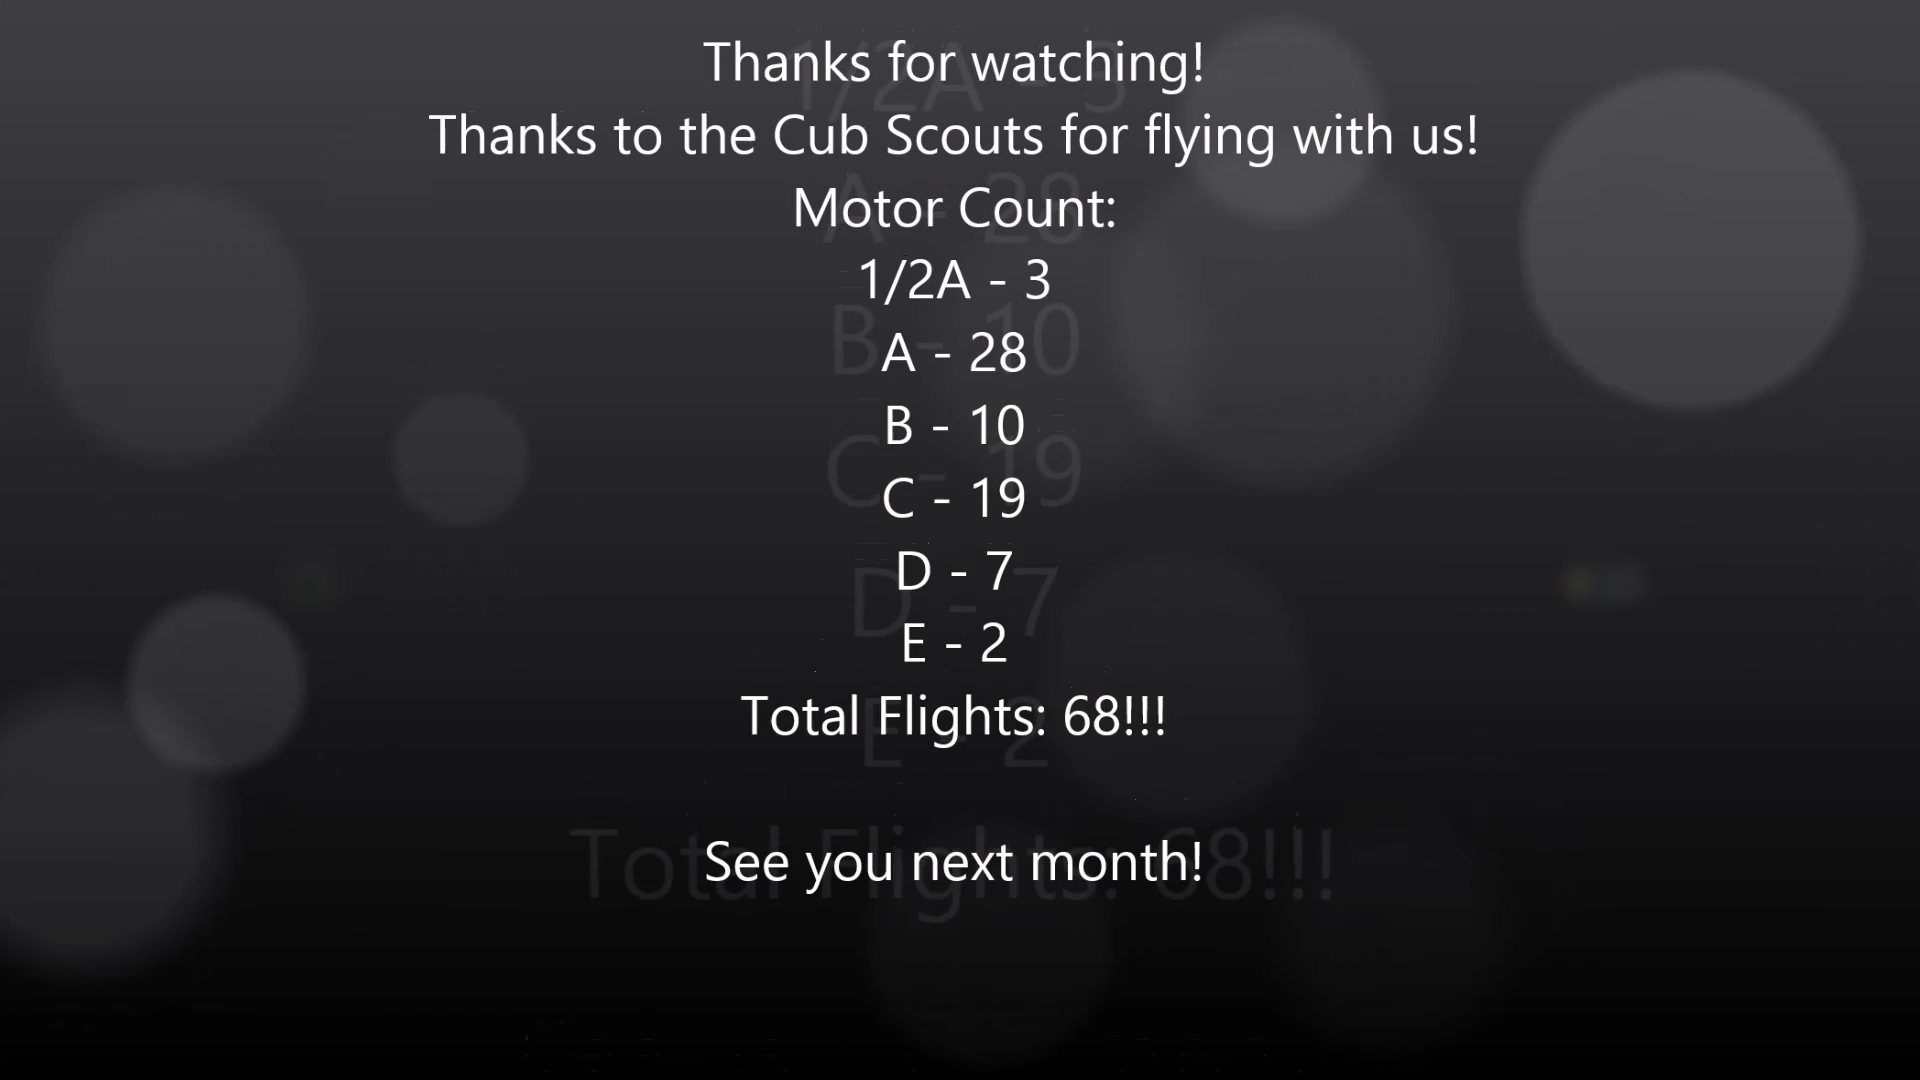 Thanks for watching!
Thanks to the Cub Scouts for flying with us!
Motor Count:
1/2A - 3
A - 28
B - 10
C - 19
D - 7
E - 2
Total Flights: 68!!!
See you next month!